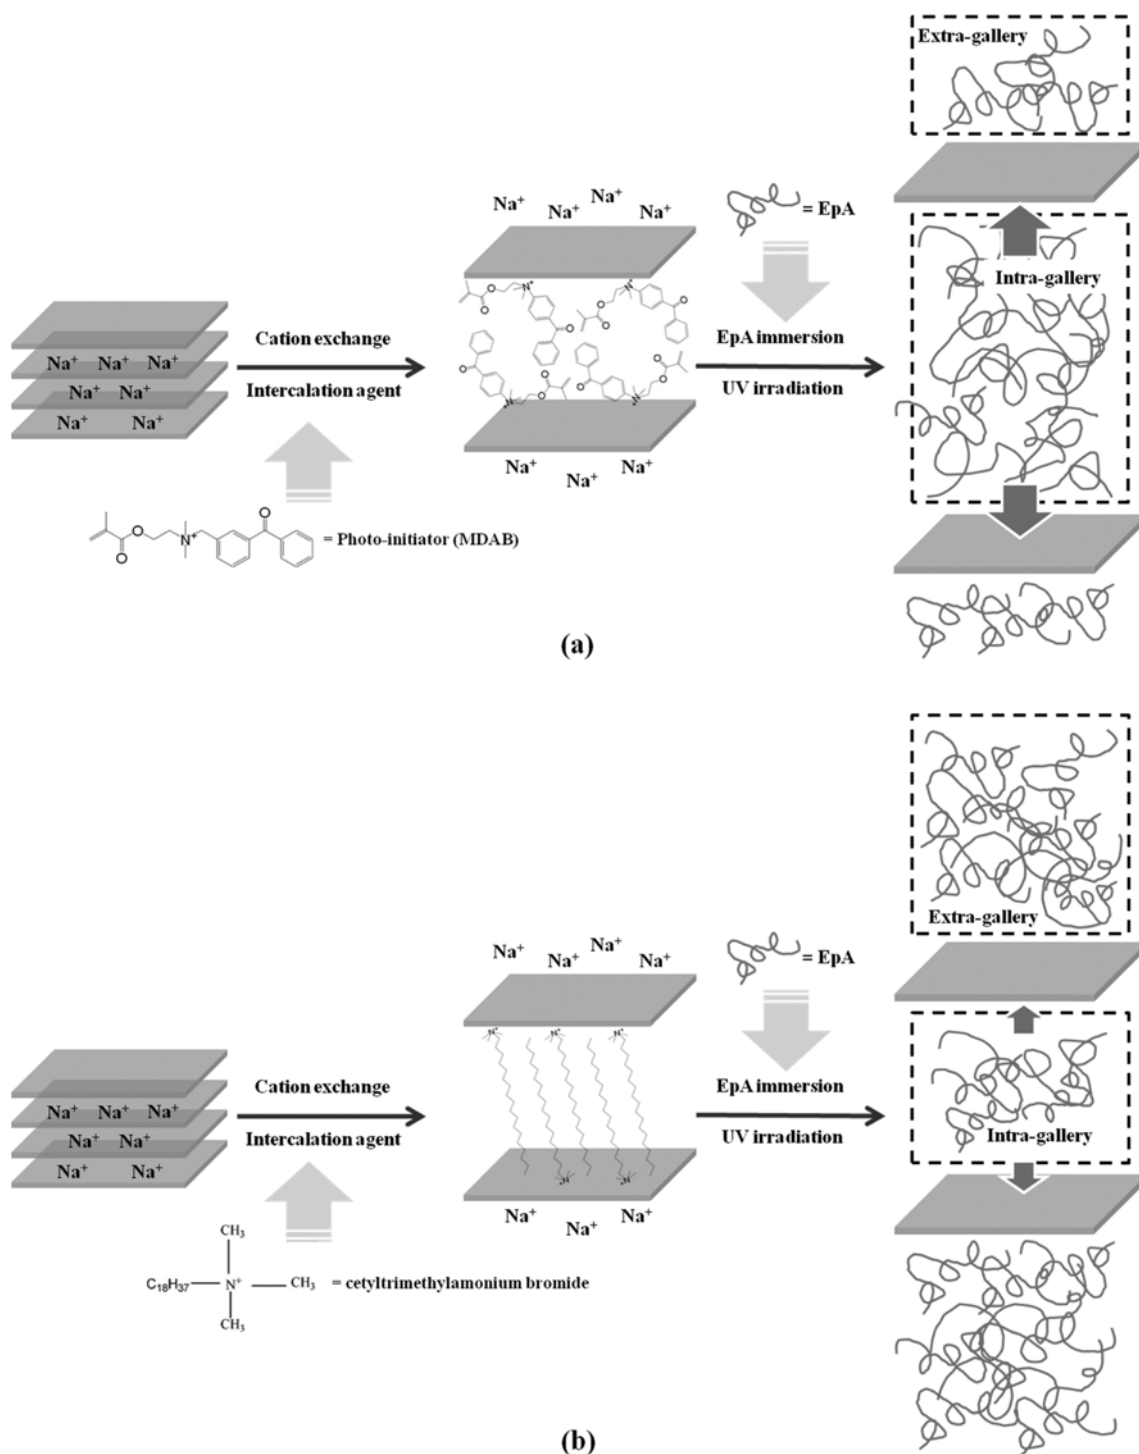 Extra-gallery
Na⁺ Na⁺ Na⁺ Na⁺
= EpA
Intra-gallery
Na⁺ Na⁺ Na⁺
Na⁺ Na⁺
Na⁺ Na⁺
Cation exchange
Intercalation agent
N⁺ O O N⁺ O O
O O N⁺ O O O N⁺ O O
EpA immersion
UV irradiation
Na⁺ Na⁺ Na⁺
O O N⁺ O = Photo-initiator (MDAB)
(a)
Extra-gallery
Na⁺ Na⁺ Na⁺ Na⁺
= EpA
N⁺ N⁺ N⁺
Intra-gallery
Na⁺ Na⁺ Na⁺
Na⁺ Na⁺
Na⁺ Na⁺
Cation exchange
Intercalation agent
EpA immersion
UV irradiation
N⁺ N⁺
Na⁺ Na⁺ Na⁺
CH₃
C₁₈H₃₇ N⁺ CH₃ = cetyltrimethylamonium bromide
CH₃
(b)